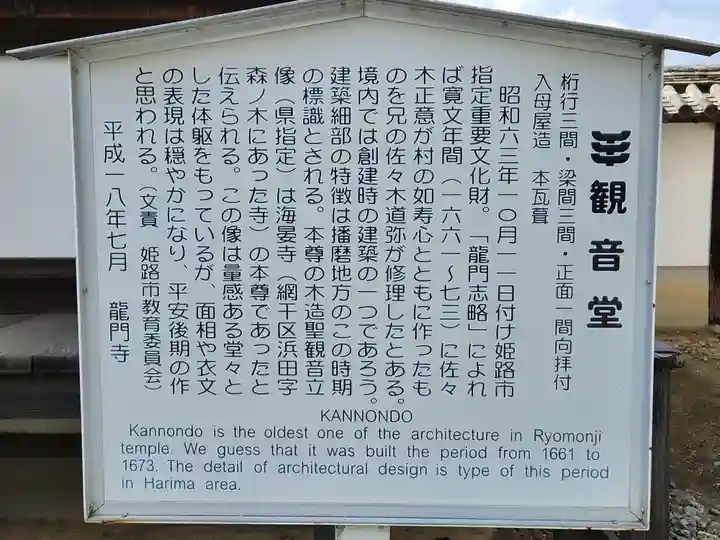 観音堂
桁行三間・梁間三間・正面一間向拝付
入母屋造 本瓦葺
昭和六三年一〇月一一日付け姫路市
指定重要文化財。「龍門志略」によれ
ば寛文年間(一六六一〜七三)に佐々
木正意が村の如寿心とともに作ったも
のを兄の佐々木道弥が修理したとある。
境内では創建時の建築の一つであろう。
建築細部の特徴は播磨地方のこの時期
の標識とされる。本尊の木造聖観音立
像(県指定)は海晏寺(網干区浜田字
森ノ木にあった寺)の本尊であったと
伝えられる。この像は量感ある堂々と
した体躯をもっているが、面相や衣文
の表現は穏やかになり、平安後期の作
と思われる。(文責 姫路市教育委員会)
平成一八年七月 龍門寺
KANNONDO
Kannondo is the oldest one of the architecture in Ryomonji
temple. We guess that it was built the period from 1661 to
1673. The detail of architectural design is type of this period
in Harima area.